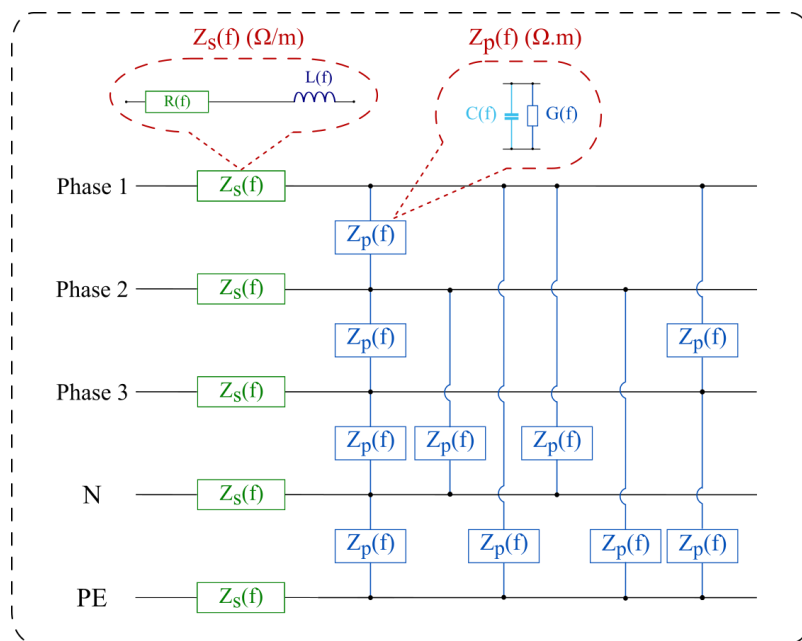 Zs(f) (Ω/m)
Zp(f) (Ω.m)
R(f)
L(f)
C(f)
G(f)
Phase 1
Zs(f)
Zp(f)
Phase 2
Zs(f)
Zp(f)
Zp(f)
Phase 3
Zs(f)
Zp(f)
Zp(f)
Zp(f)
N
Zs(f)
Zp(f)
Zp(f)
Zp(f)
Zp(f)
PE
Zs(f)